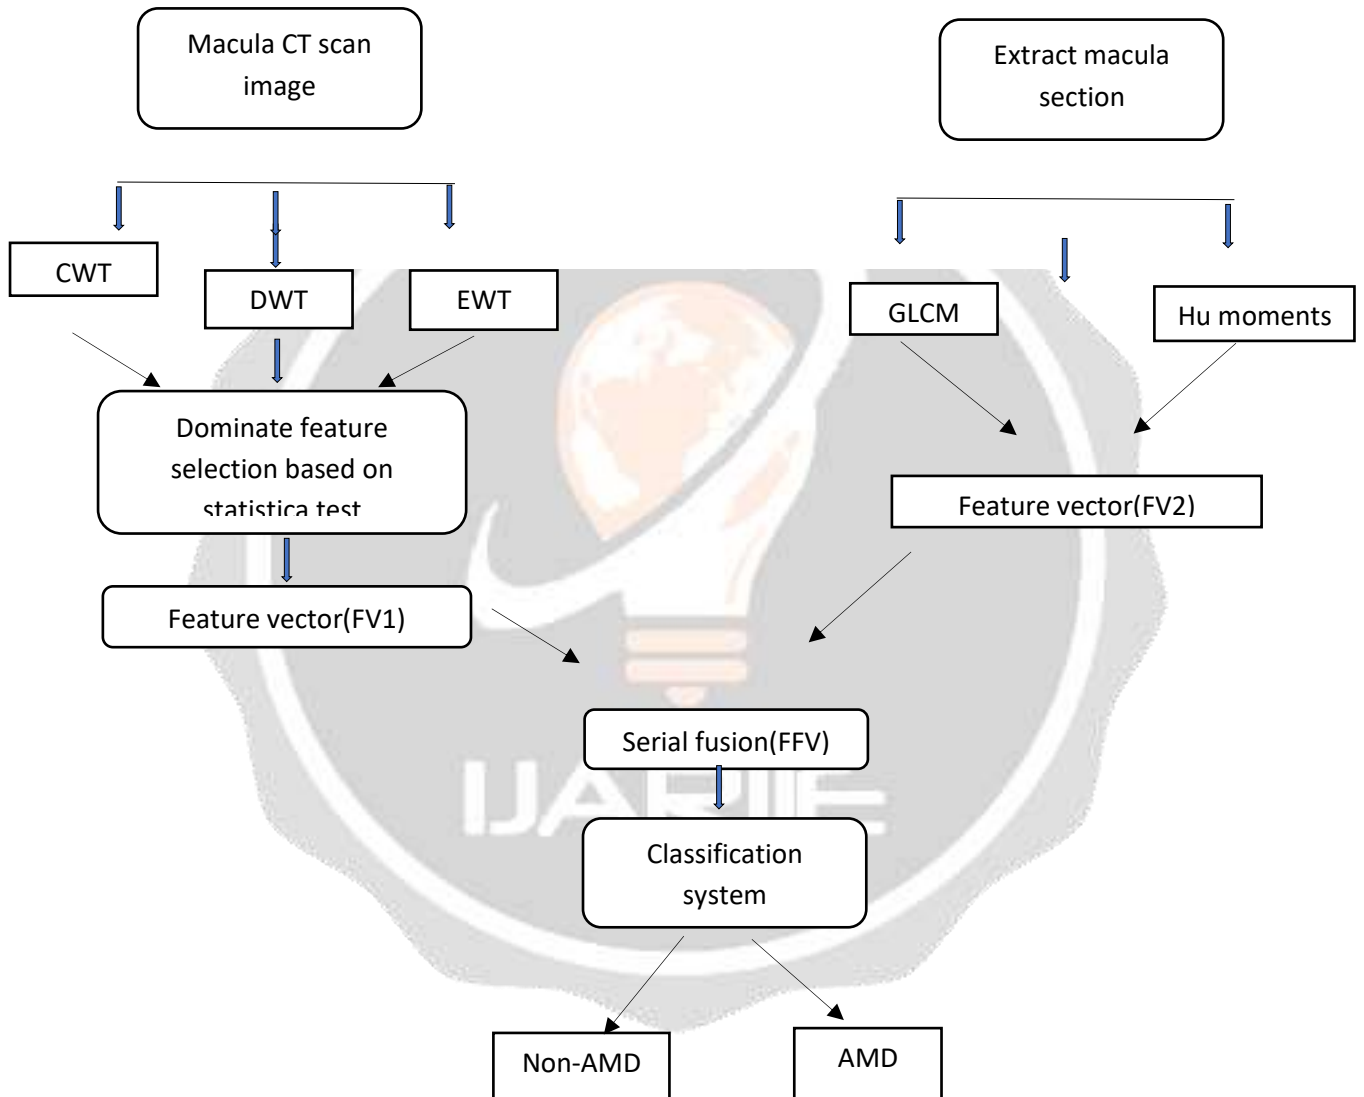 Macula CT scan
image
Extract macula
section
CWT
DWT
EWT
GLCM
Hu moments
Dominate feature
selection based on
statistica test
Feature vector(FV1)
Feature vector(FV2)
Serial fusion(FFV)
IJARIIE
Classification
system
Non-AMD
AMD